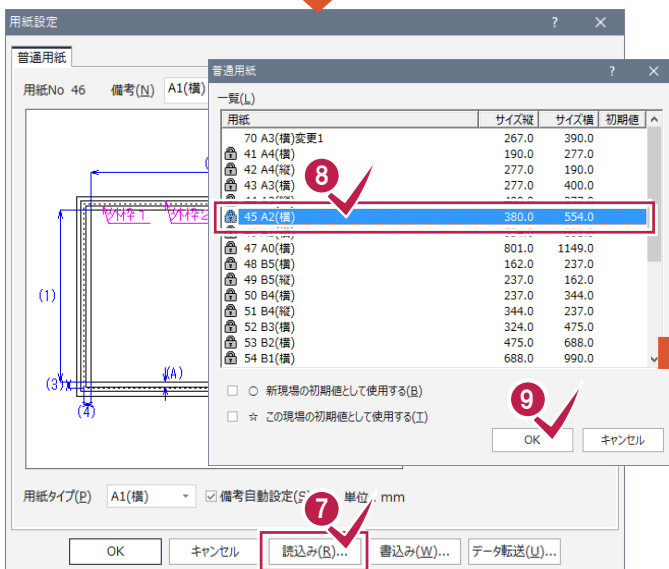 用紙設定 ? ×
普通用紙
用紙No 46 備考(N) A1(横)
普通用紙 ? ×
一覧(L)
用紙 サイズ縦 サイズ横 初期値
70 A3(横)変更1 267.0 390.0
41 A4(横) 190.0 277.0
42 A4(縦) 277.0 190.0
43 A3(横) 277.0 400.0
8
45 A2(横) 380.0 554.0
47 A0(横) 801.0 1149.0
48 B5(横) 162.0 237.0
49 B5(縦) 237.0 162.0
50 B4(横) 237.0 344.0
51 B4(縦) 344.0 237.0
52 B3(横) 324.0 475.0
53 B2(横) 475.0 688.0
54 B1(横) 688.0 990.0
外枠1 外枠2
(1)
(A)
(3)
(4)
○ 新現場の初期値として使用する(B)
☆ この現場の初期値として使用する(T)
9
OK キャンセル
用紙タイプ(P) A1(横) 備考自動設定(S) 単位 : mm
7
OK キャンセル 読込み(R)... 書込み(W)... データ転送(U)...